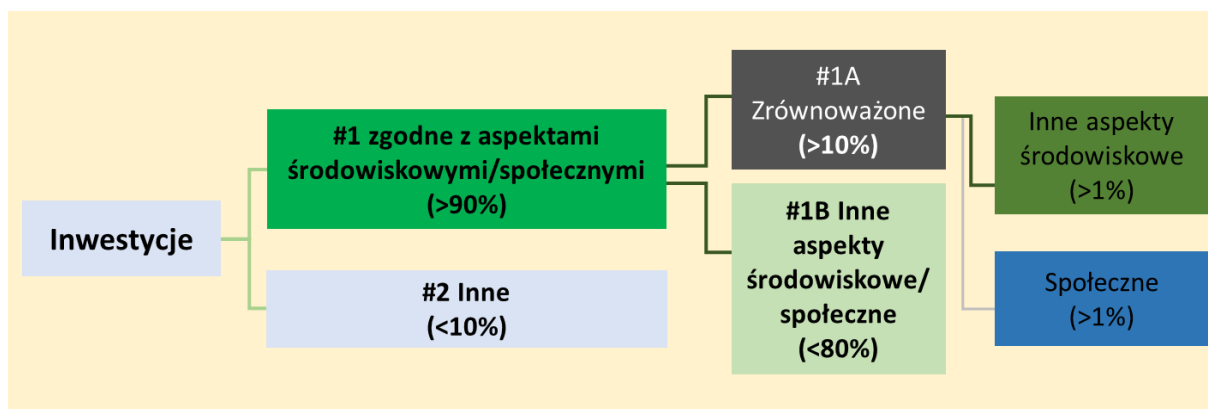 Inwestycje
#1 zgodne z aspektami
środowiskowymi/społecznymi
(>90%)
#2 Inne
(<10%)
#1A
Zrównoważone
(>10%)
#1B Inne
aspekty
środowiskowe/
społeczne
(<80%)
Inne aspekty
środowiskowe
(>1%)
Społeczne
(>1%)